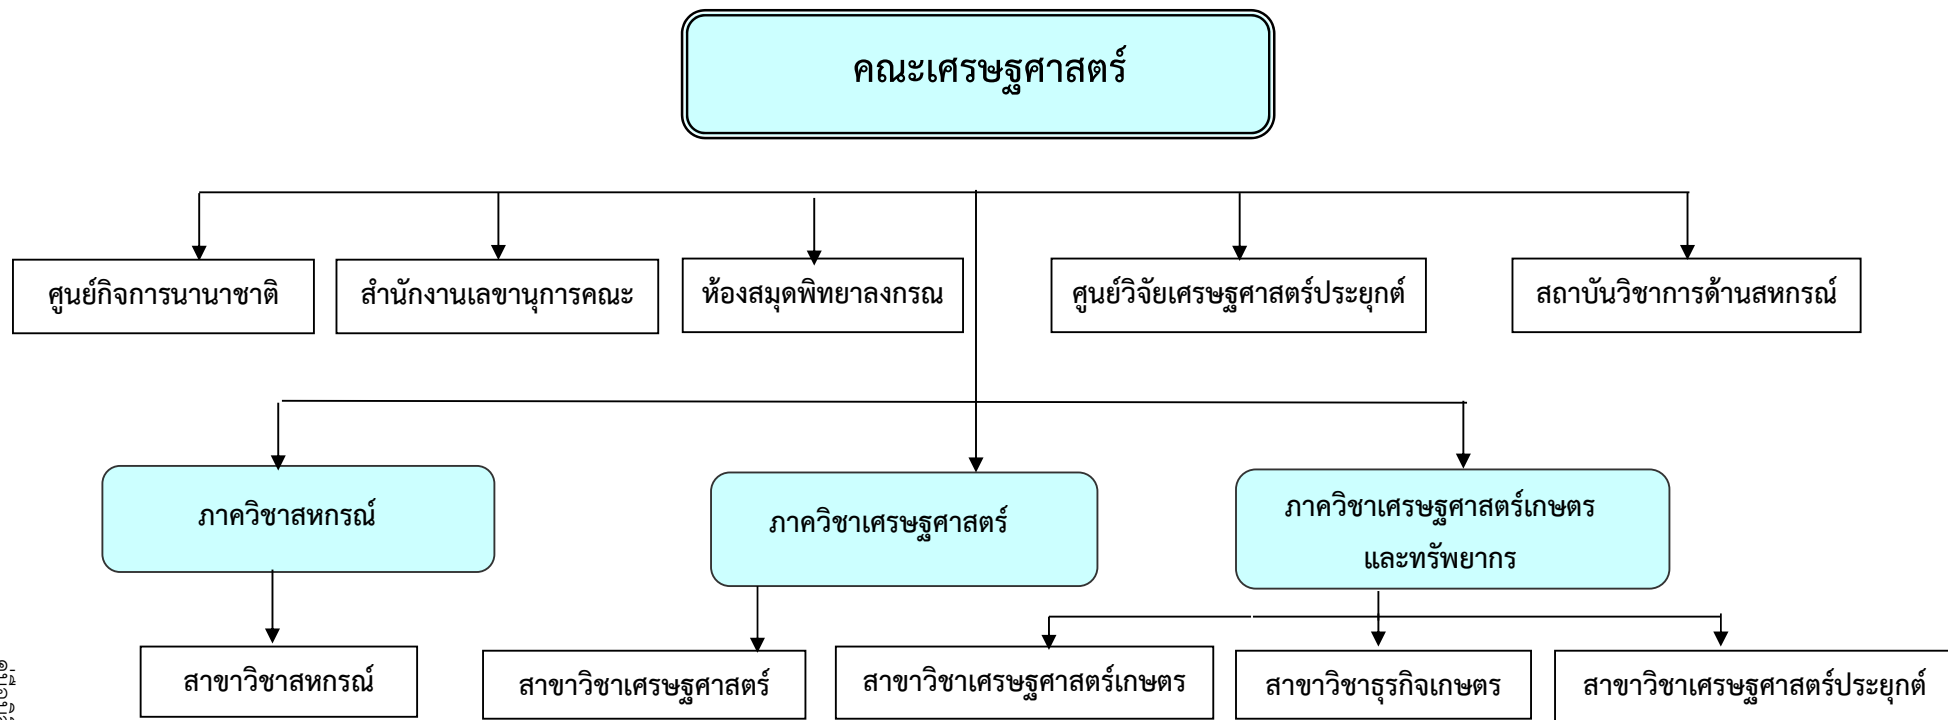 คณะเศรษฐศาสตร์
ศูนย์กิจการนานาชาติ
สำนักงานเลขานุการคณะ
ห้องสมุดพิทยาลงกรณ
ศูนย์วิจัยเศรษฐศาสตร์ประยุกต์
สถาบันวิชาการด้านสหกรณ์
ภาควิชาสหกรณ์
ภาควิชาเศรษฐศาสตร์
ภาควิชาเศรษฐศาสตร์เกษตร
และทรัพยากร
สาขาวิชาสหกรณ์
สาขาวิชาเศรษฐศาสตร์
สาขาวิชาเศรษฐศาสตร์เกษตร
สาขาวิชาธุรกิจเกษตร
สาขาวิชาเศรษฐศาสตร์ประยุกต์